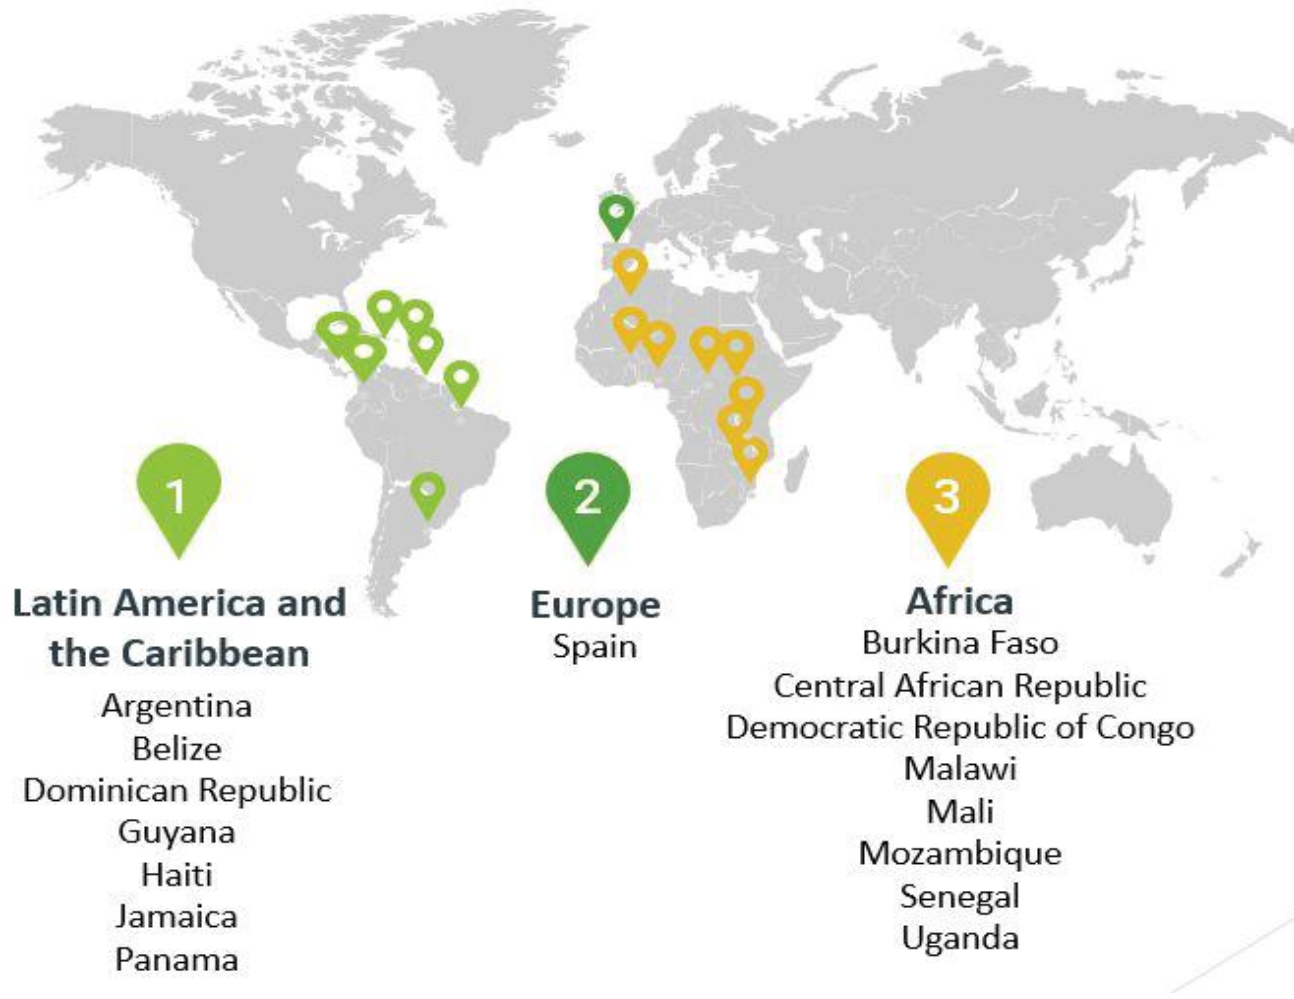 1
Latin America and
the Caribbean
Argentina
Belize
Dominican Republic
Guyana
Haiti
Jamaica
Panama
2
Europe
Spain
3
Africa
Burkina Faso
Central African Republic
Democratic Republic of Congo
Malawi
Mali
Mozambique
Senegal
Uganda